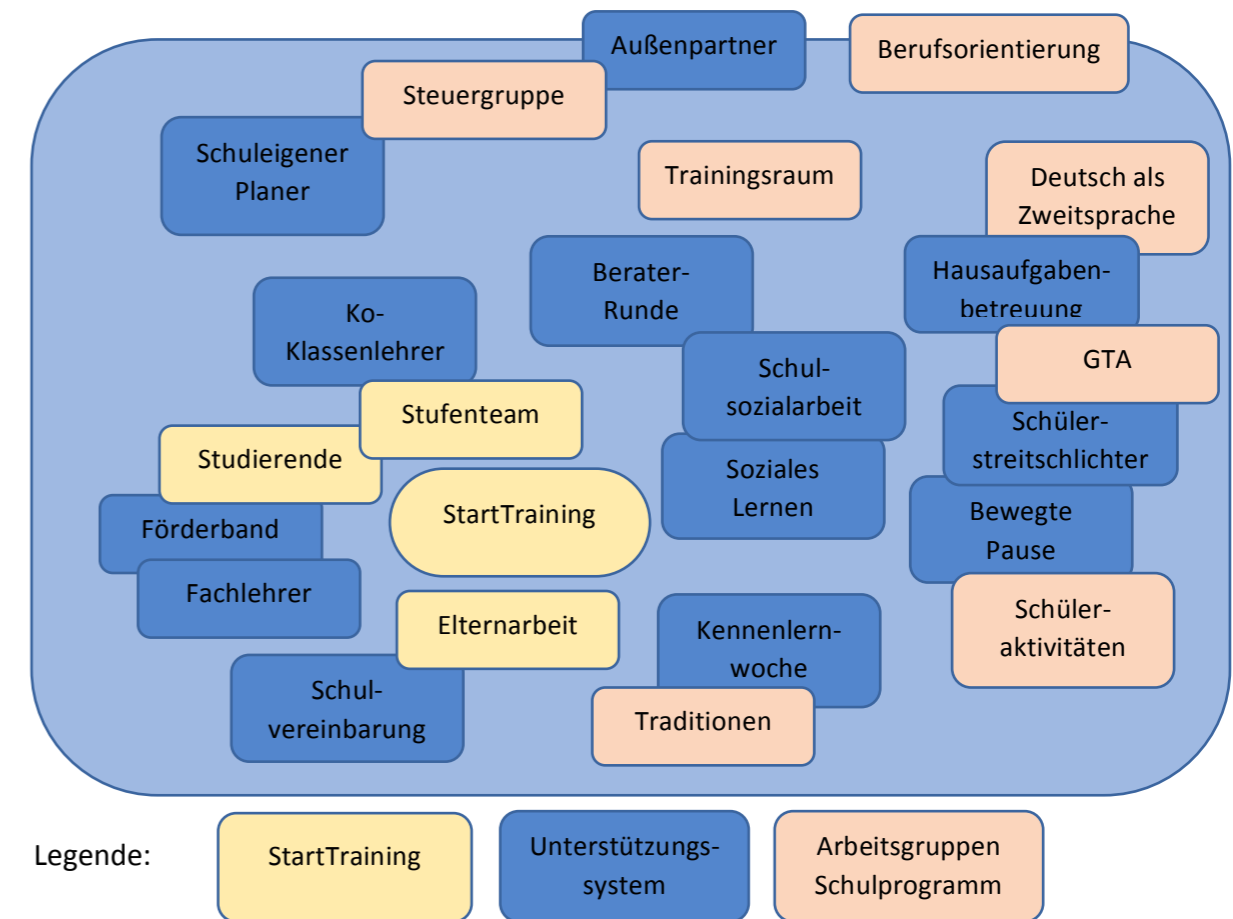 Außenpartner
Berufsorientierung
Steuergruppe
Schuleigener
Planer
Trainingsraum
Deutsch als
Zweitsprache
Berater-
Runde
Hausaufgaben-
betreuung
Ko-
Klassenlehrer
GTA
Schul-
sozialarbeit
Stufenteam
Schüler-
streitschlichter
Studierende
Soziales
Lernen
StartTraining
Förderband
Bewegte
Pause
Fachlehrer
Elternarbeit
Kennenlern-
woche
Schüler-
aktivitäten
Schul-
vereinbarung
Traditionen
Legende:
StartTraining
Unterstützungs-
system
Arbeitsgruppen
Schulprogramm